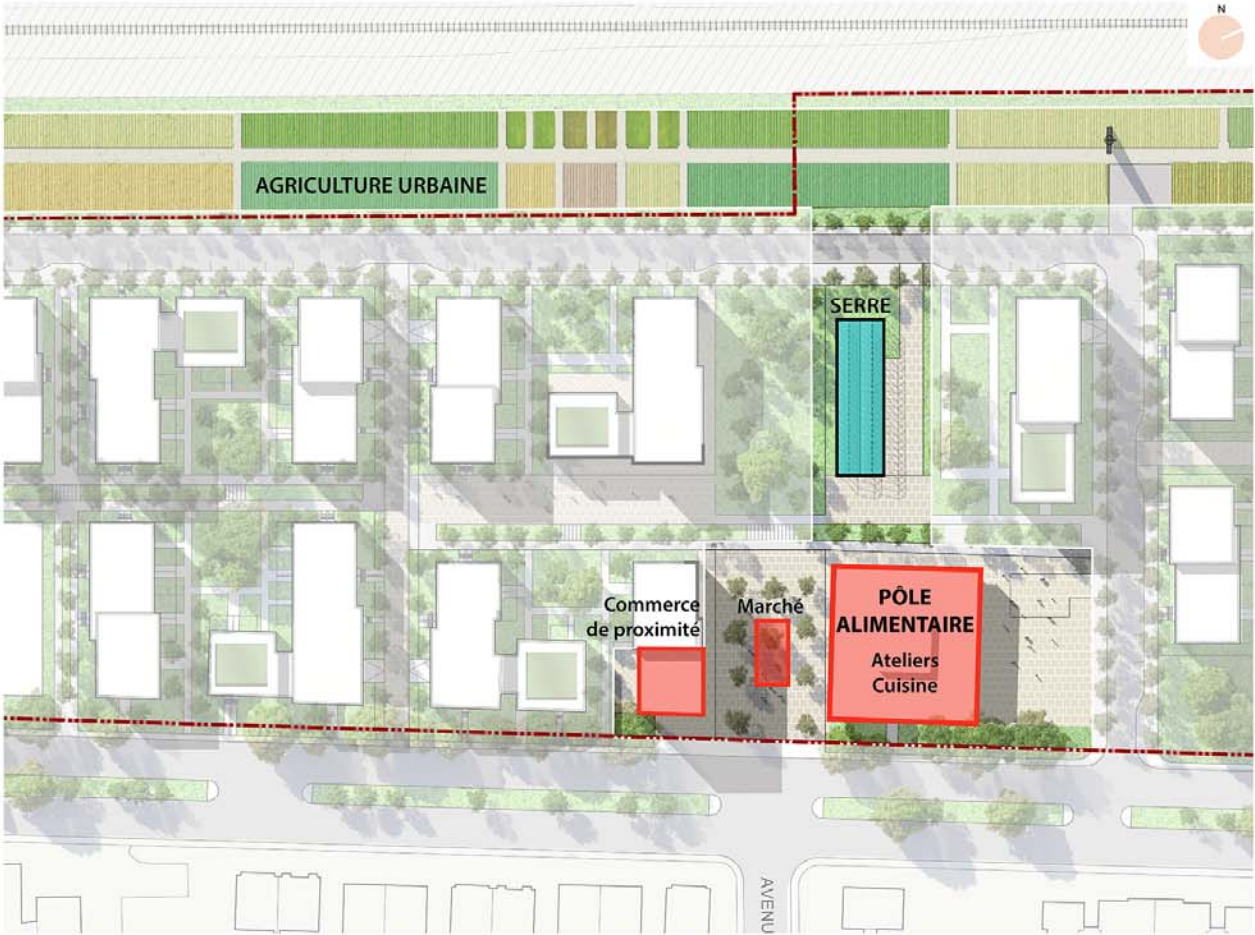 N
AGRICULTURE URBAINE
SERRE
Commerce
de proximité
Marché
PÔLE
ALIMENTAIRE
Ateliers
Cuisine
AVENU